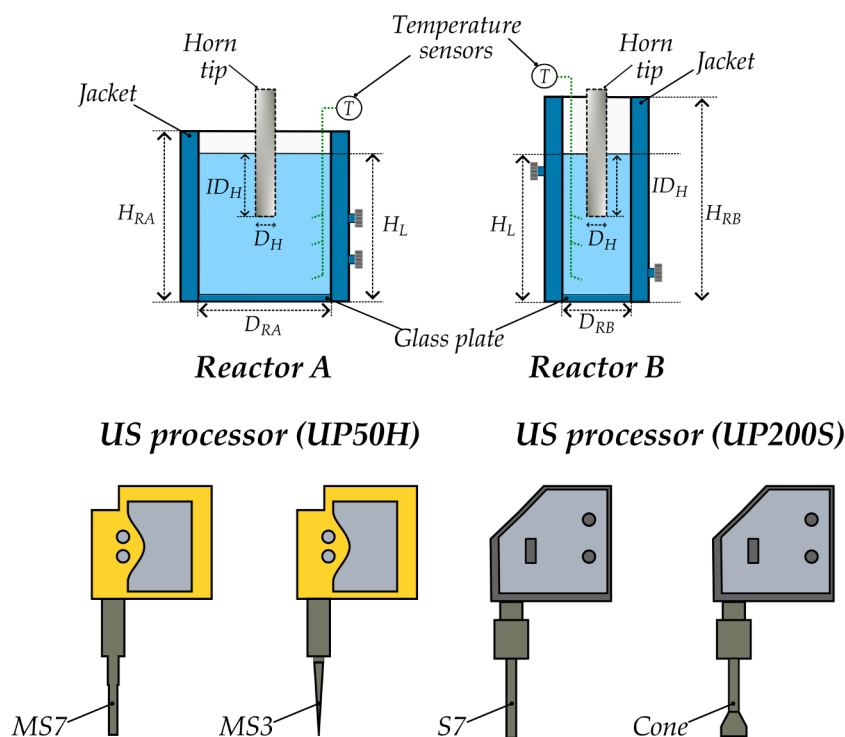 Horn
tip
Temperature
sensors
Horn
tip
Jacket
Jacket
T
T
ID_H
D_H
H_RA
H_L
D_RA
ID_H
D_H
H_L
H_RB
D_RB
Glass plate
Reactor A
Reactor B
US processor (UP50H)
US processor (UP200S)
MS7
MS3
S7
Cone